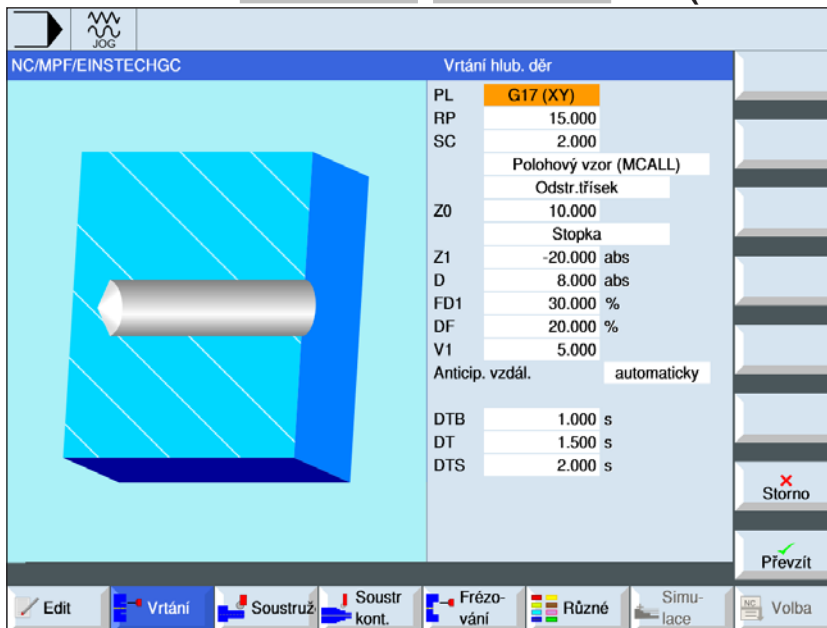 JOG
NC/MPF/EINSTECHGC
Vrtání hlub. děr
PL G17 (XY)
RP 15.000
SC 2.000
Polohový vzor (MCALL)
Odstr.třísek
Z0 10.000
Stopka
Z1 -20.000 abs
D 8.000 abs
FD1 30.000 %
DF 20.000 %
V1 5.000
Anticip. vzdál. automaticky
DTB 1.000 s
DT 1.500 s
DTS 2.000 s
Storno
Převzít
Edit
Vrtání
Soustruž
Soustr
kont.
Frézo-
vání
Různé
Simu-
lace
NC
Volba